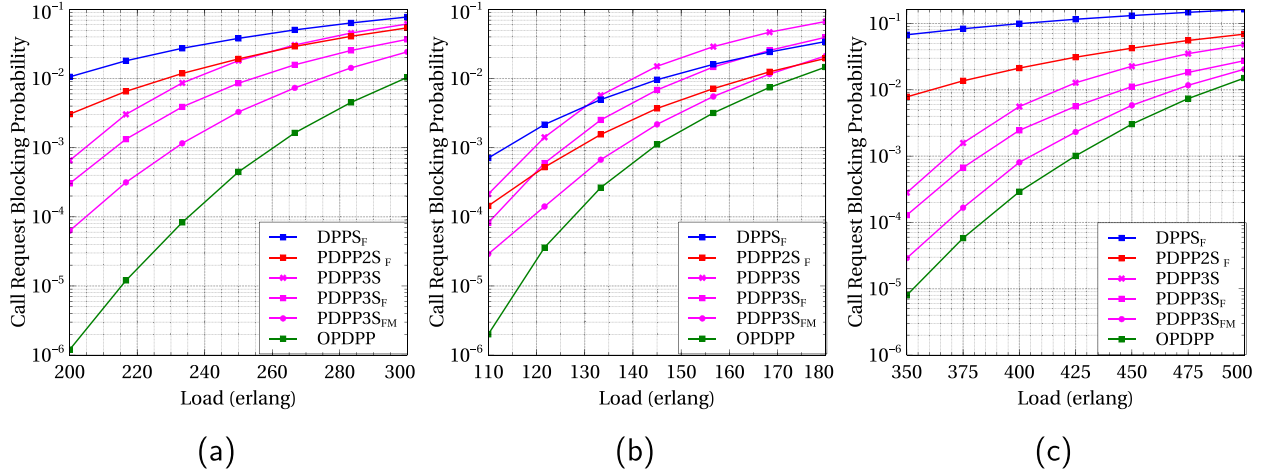 Call Request Blocking Probability
10⁻¹
10⁻²
10⁻³
10⁻⁴
10⁻⁵
10⁻⁶
200 220 240 260 280 300
Load (erlang)
DPPS_F
PDPP2S_F
PDPP3S
PDPP3S_F
PDPP3S_FM
OPDPP
(a)
Call Request Blocking Probability
10⁻¹
10⁻²
10⁻³
10⁻⁴
10⁻⁵
10⁻⁶
110 120 130 140 150 160 170 180
Load (erlang)
DPPS_F
PDPP2S_F
PDPP3S
PDPP3S_F
PDPP3S_FM
OPDPP
(b)
Call Request Blocking Probability
10⁻¹
10⁻²
10⁻³
10⁻⁴
10⁻⁵
10⁻⁶
350 375 400 425 450 475 500
Load (erlang)
DPPS_F
PDPP2S_F
PDPP3S
PDPP3S_F
PDPP3S_FM
OPDPP
(c)